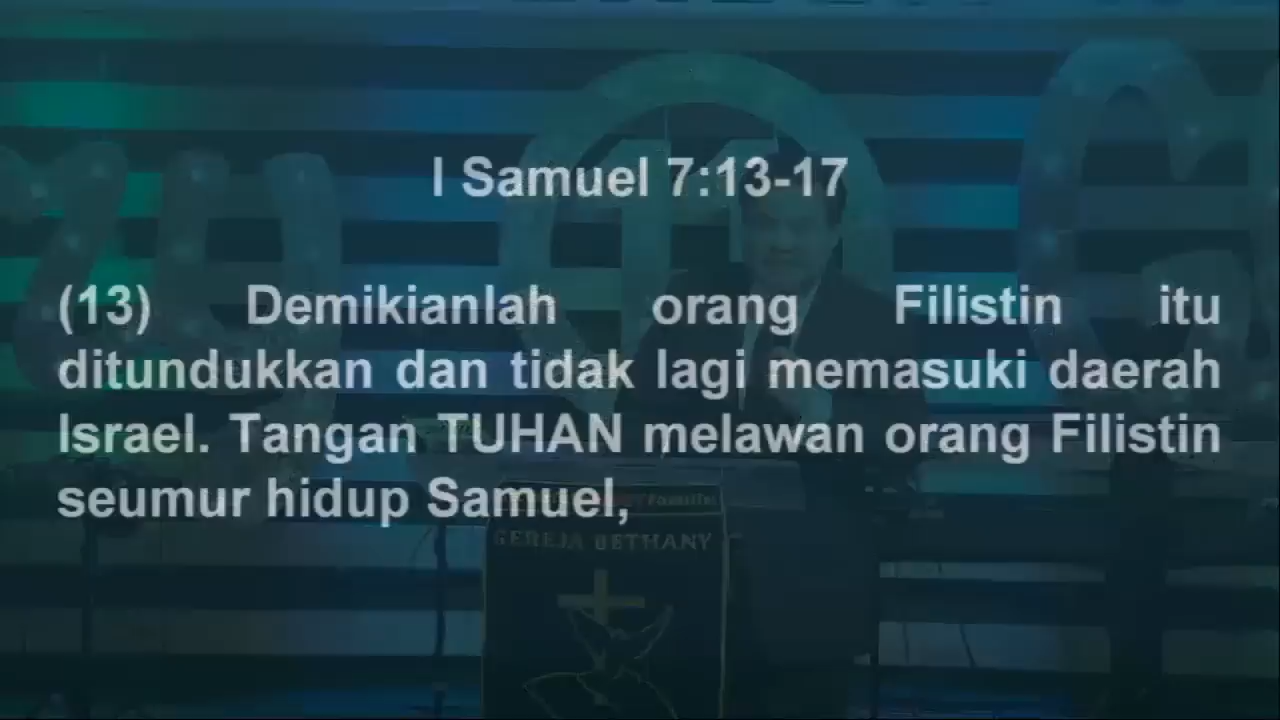 I Samuel 7:13-17
(13) Demikianlah orang Filistin itu
ditundukkan dan tidak lagi memasuki daerah
Israel. Tangan TUHAN melawan orang Filistin
seumur hidup Samuel,
GEREJA BETHANY